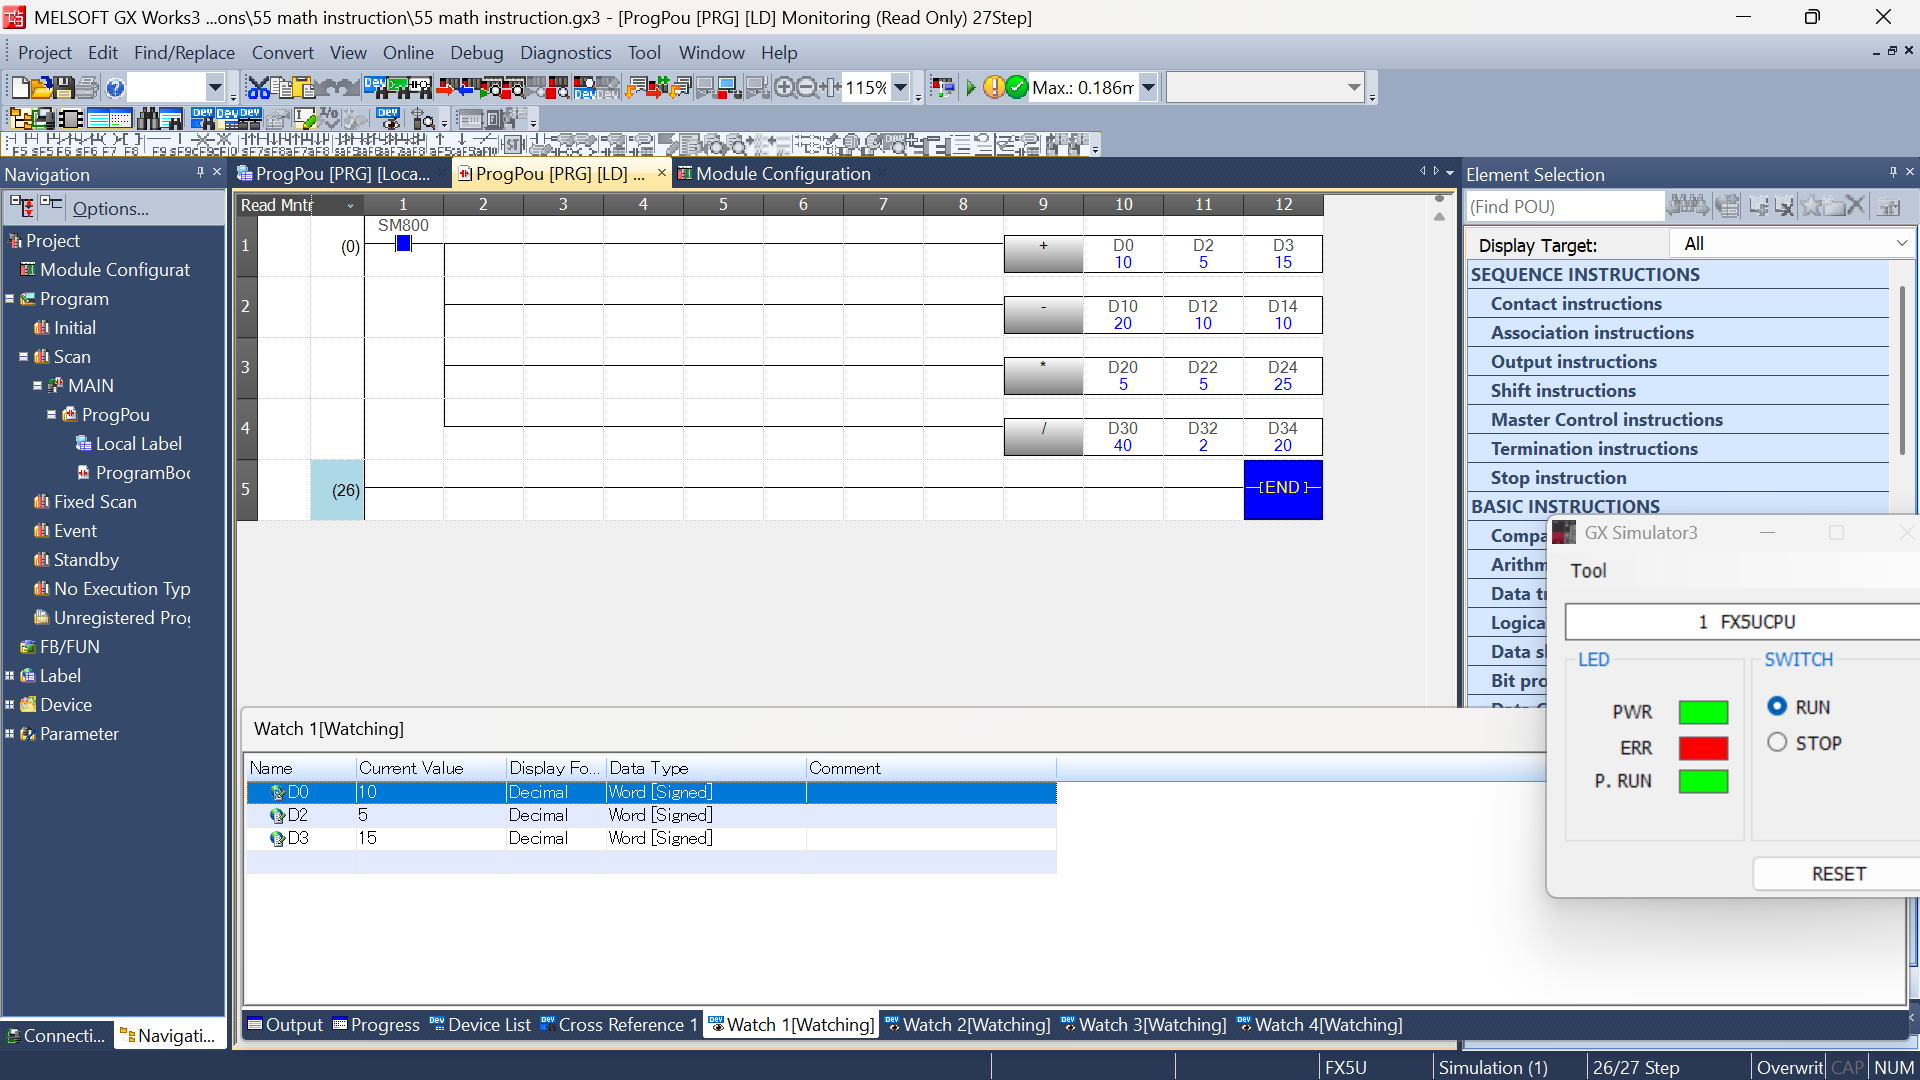 MELSOFT GX Works3 ...ons\55 math instruction\55 math instruction.gx3 - [ProgPou [PRG] [LD] Monitoring (Read Only) 27Step]
Project Edit Find/Replace Convert View Online Debug Diagnostics Tool Window Help
115% Max.: 0.186m
Navigation
ProgPou [PRG] [Loca...
ProgPou [PRG] [LD] ...
Module Configuration
Element Selection
Options...
Read Mntr 1 2 3 4 5 6 7 8 9 10 11 12
(Find POU)
Display Target: All
Project
Module Configurat
Program
Initial
Scan
MAIN
ProgPou
Local Label
ProgramBoc
Fixed Scan
Event
Standby
No Execution Typ
Unregistered Prog
FB/FUN
Label
Device
Parameter
SM800
1 (0) + D0 D2 D3
10 5 15
2 - D10 D12 D14
20 10 10
3 * D20 D22 D24
5 5 25
4 / D30 D32 D34
40 2 20
5 (26) [END]
SEQUENCE INSTRUCTIONS
Contact instructions
Association instructions
Output instructions
Shift instructions
Master Control instructions
Termination instructions
Stop instruction
BASIC INSTRUCTIONS
Compa
Arithm
Data t
Logica
Data s
Bit pro
GX Simulator3
Tool
1 FX5UCPU
LED SWITCH
PWR RUN
ERR STOP
P. RUN
RESET
Watch 1[Watching]
Name Current Value Display Fo... Data Type Comment
D0 10 Decimal Word [Signed]
D2 5 Decimal Word [Signed]
D3 15 Decimal Word [Signed]
Connecti... Navigati...
Output Progress Device List Cross Reference 1 Watch 1[Watching] Watch 2[Watching] Watch 3[Watching] Watch 4[Watching]
FX5U Simulation (1) 26/27 Step Overwrit CAP NUM